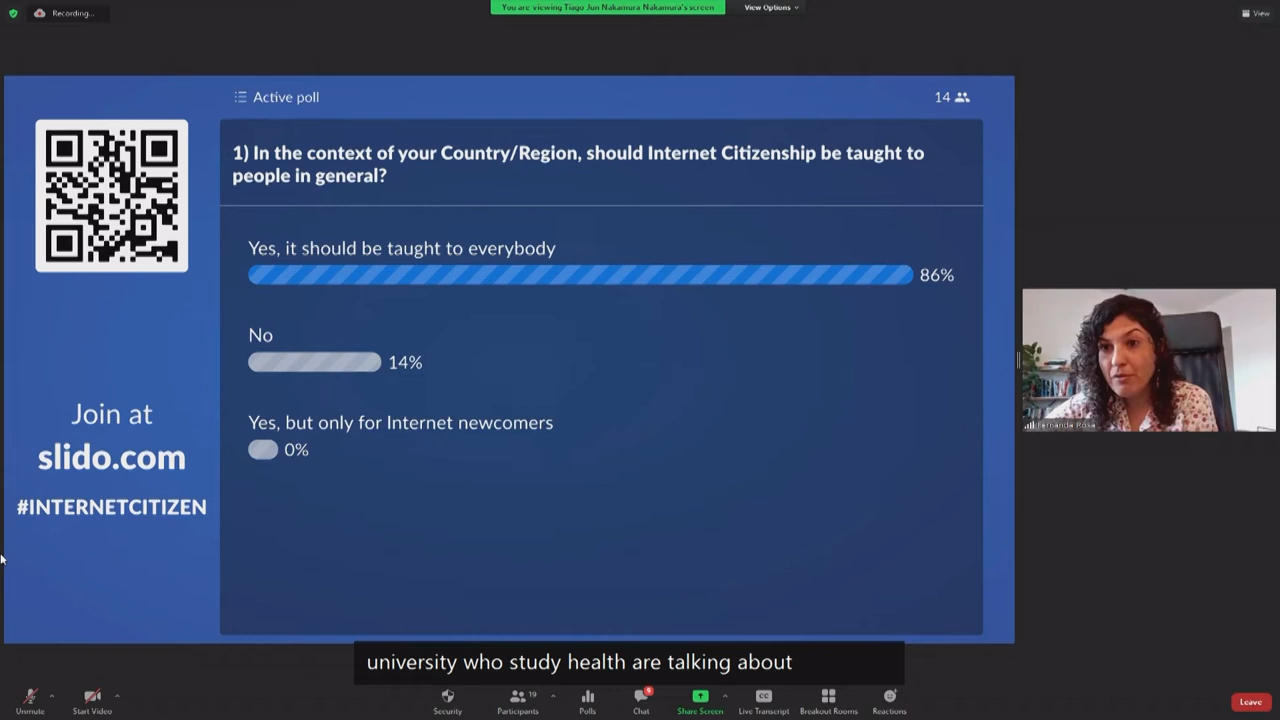 Recording...
You are viewing Tiago Jun Nakamura Nakamura's screen
View Options
View
Active poll
14
1) In the context of your Country/Region, should Internet Citizenship be taught to
people in general?
Yes, it should be taught to everybody
86%
No
14%
Yes, but only for Internet newcomers
0%
Join at
slido.com
#INTERNETCITIZEN
Fernanda Rosa
university who study health are talking about
Unmute
Start Video
Security
19
Participants
Polls
Chat
Share Screen
Live Transcript
Breakout Rooms
Reactions
Leave